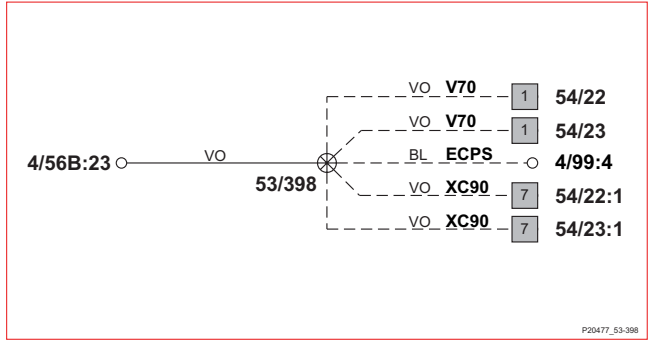 VO V70 1 54/22
VO V70 1 54/23
4/56B:23 VO BL ECPS 4/99:4
53/398
VO XC90 7 54/22:1
VO XC90 7 54/23:1
P20477_53-398